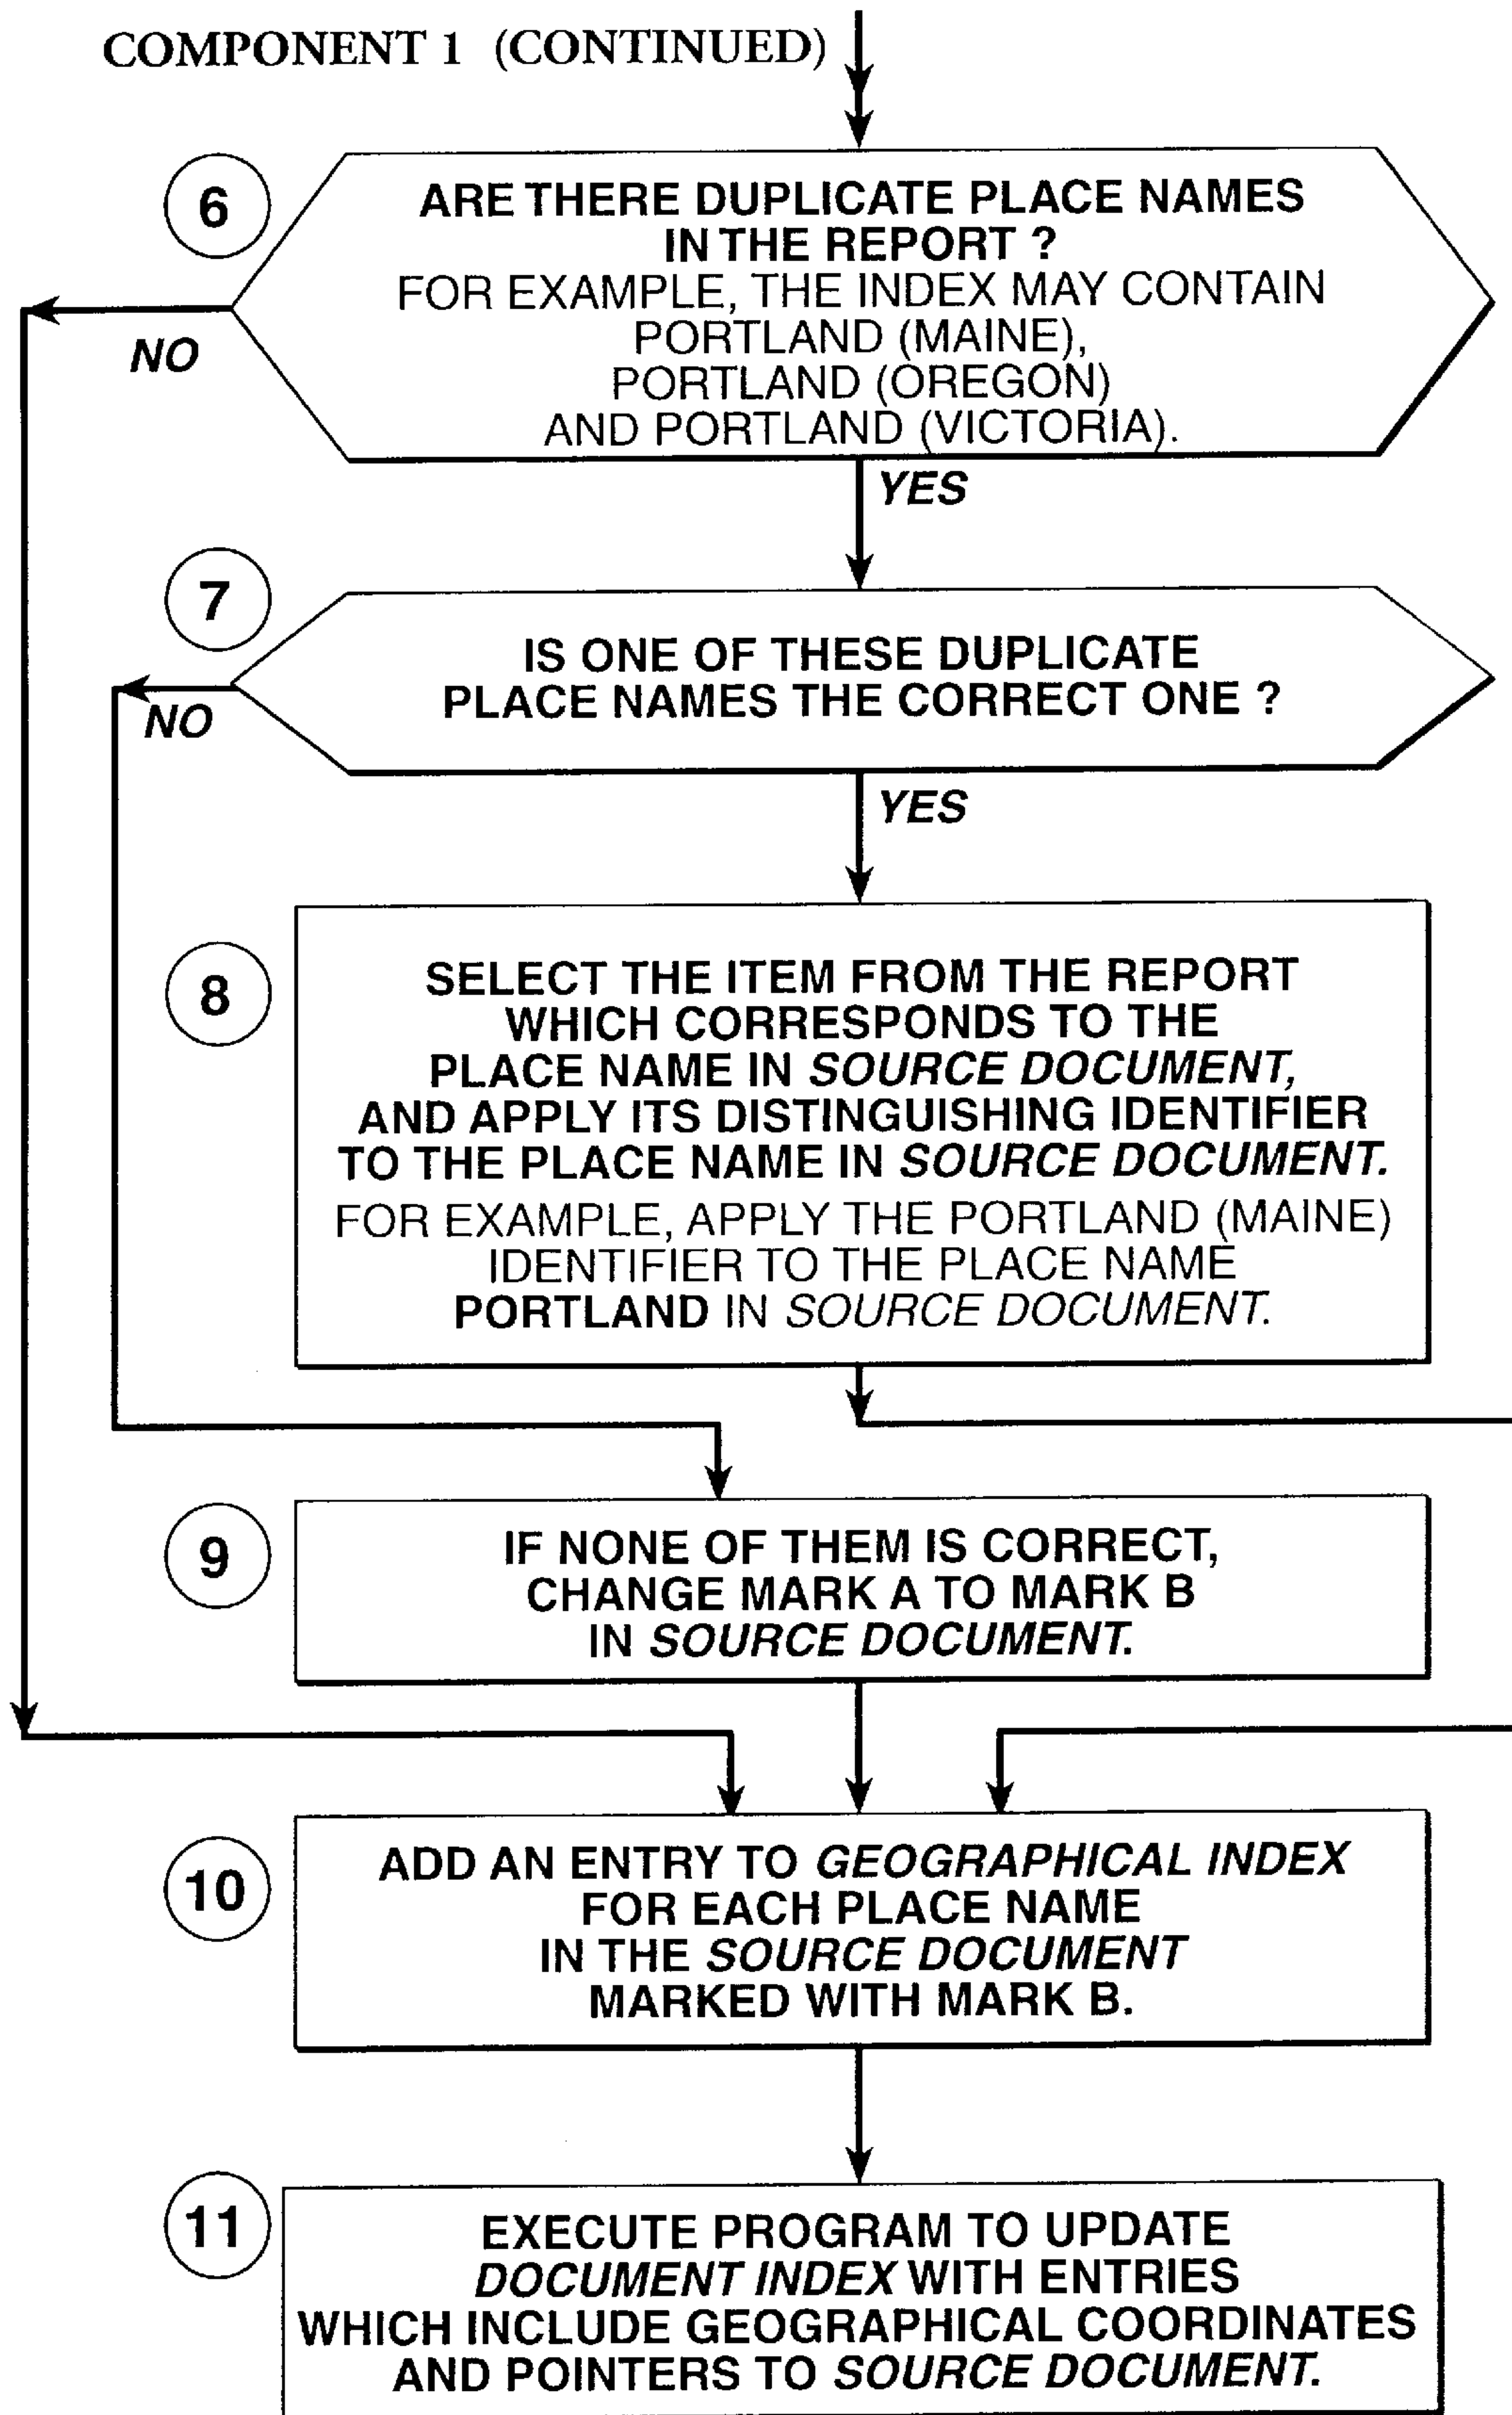 COMPONENT 1 (CONTINUED)
6
ARE THERE DUPLICATE PLACE NAMES
IN THE REPORT ?
FOR EXAMPLE, THE INDEX MAY CONTAIN
PORTLAND (MAINE),
PORTLAND (OREGON)
AND PORTLAND (VICTORIA).
NO
YES
7
IS ONE OF THESE DUPLICATE
PLACE NAMES THE CORRECT ONE ?
NO
YES
8
SELECT THE ITEM FROM THE REPORT
WHICH CORRESPONDS TO THE
PLACE NAME IN SOURCE DOCUMENT,
AND APPLY ITS DISTINGUISHING IDENTIFIER
TO THE PLACE NAME IN SOURCE DOCUMENT.
FOR EXAMPLE, APPLY THE PORTLAND (MAINE)
IDENTIFIER TO THE PLACE NAME
PORTLAND IN SOURCE DOCUMENT.
9
IF NONE OF THEM IS CORRECT,
CHANGE MARK A TO MARK B
IN SOURCE DOCUMENT.
10
ADD AN ENTRY TO GEOGRAPHICAL INDEX
FOR EACH PLACE NAME
IN THE SOURCE DOCUMENT
MARKED WITH MARK B.
11
EXECUTE PROGRAM TO UPDATE
DOCUMENT INDEX WITH ENTRIES
WHICH INCLUDE GEOGRAPHICAL COORDINATES
AND POINTERS TO SOURCE DOCUMENT.